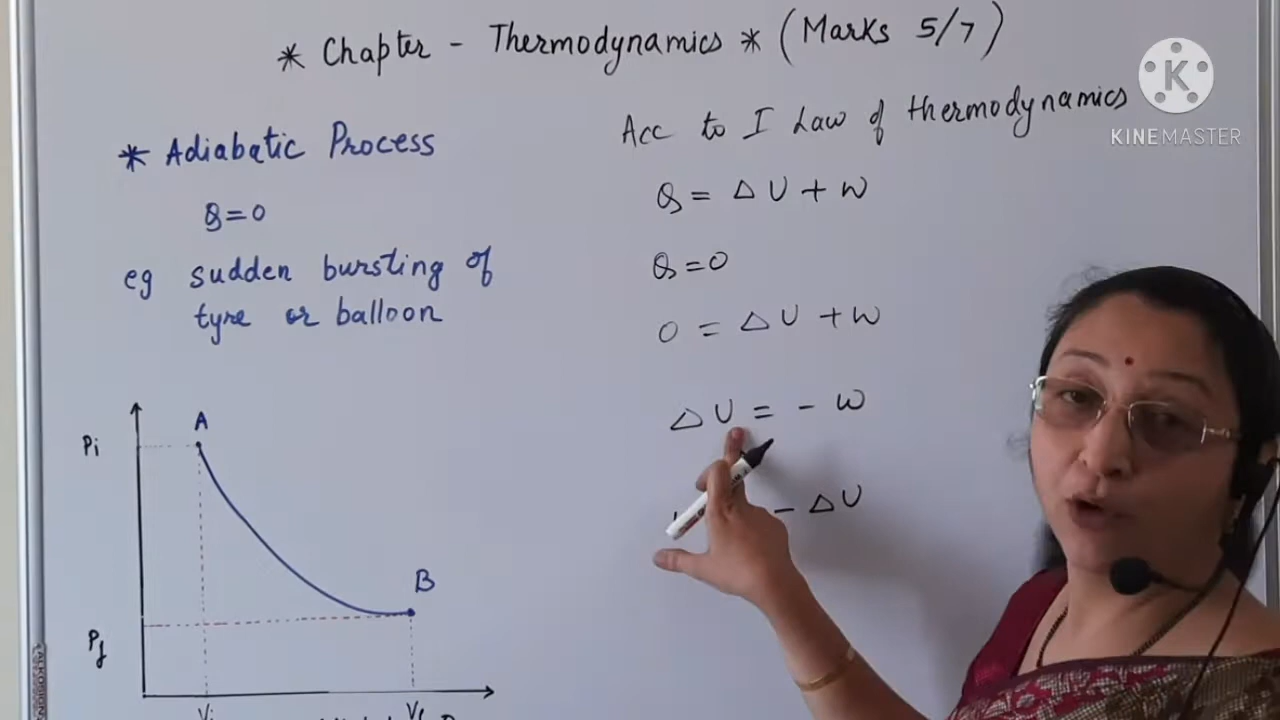 * Chapter - Thermodynamics * (Marks 5/7)
K
KINEMASTER
* Adiabatic Process
Q=0
eg sudden bursting of
tyre or balloon
A
Pi
B
Pf
Vi
Acc to I Law of thermodynamics
Q = ΔU + W
Q=0
0 = ΔU + W
ΔU = - W
- ΔU